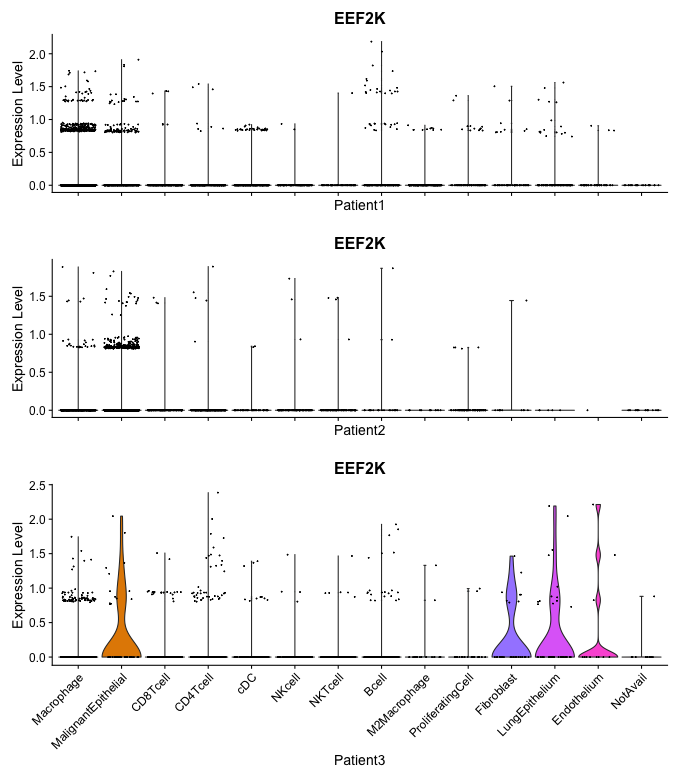 EEF2K
Expression Level
2.0
1.5
1.0
0.5
0.0
Patient1
EEF2K
Expression Level
1.5
1.0
0.5
0.0
Patient2
EEF2K
Expression Level
2.5
2.0
1.5
1.0
0.5
0.0
Macrophage
MalignantEpithelial
CD8Tcell
CD4Tcell
cDC
NKcell
NKTcell
Bcell
M2Macrophage
ProliferatingCell
Fibroblast
LungEpithelium
Endothelium
NotAvail
Patient3